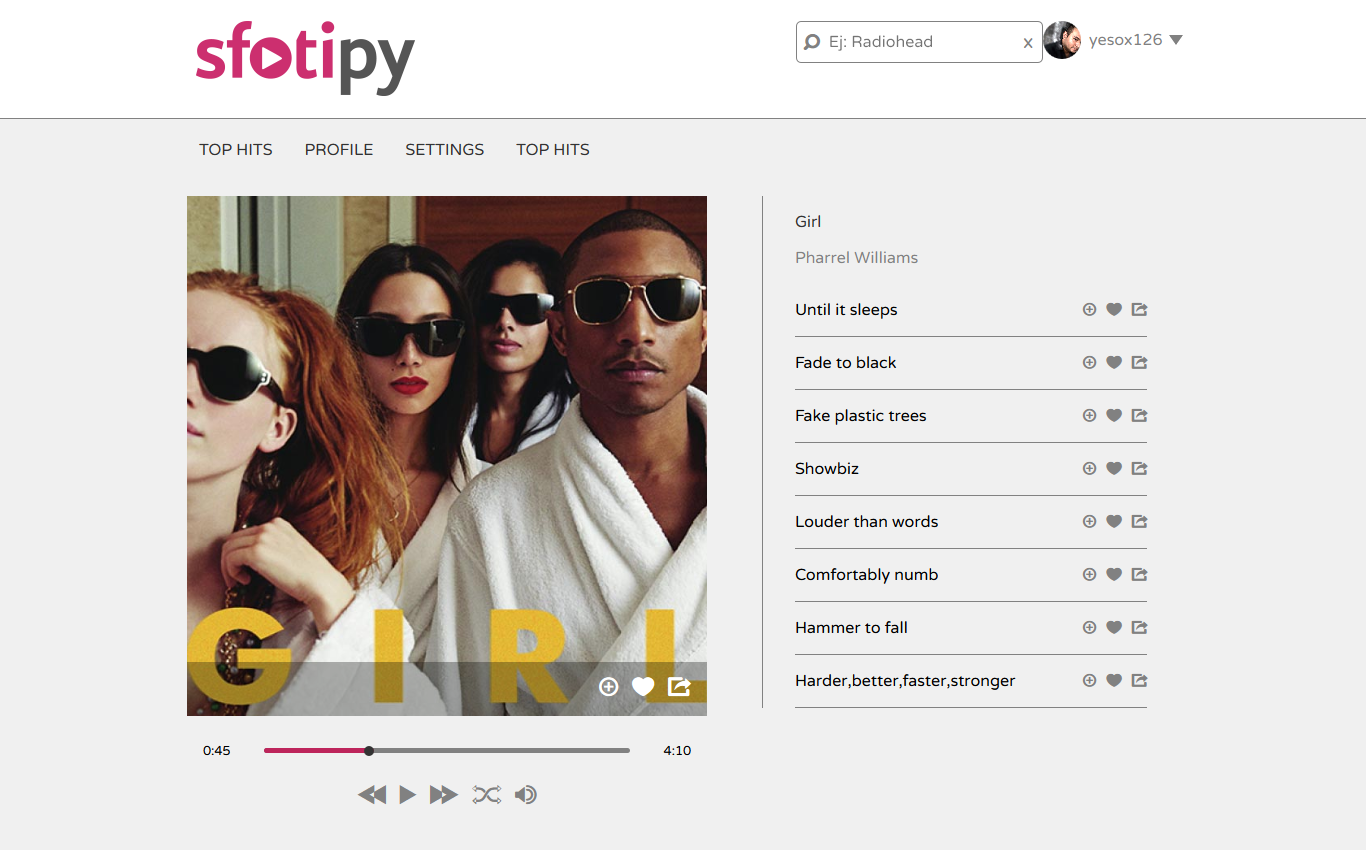 sfotipy
Ej: Radiohead x
yesox126
TOP HITS PROFILE SETTINGS TOP HITS
GIRL
0:45 4:10
Girl
Pharrel Williams
Until it sleeps
Fade to black
Fake plastic trees
Showbiz
Louder than words
Comfortably numb
Hammer to fall
Harder,better,faster,stronger